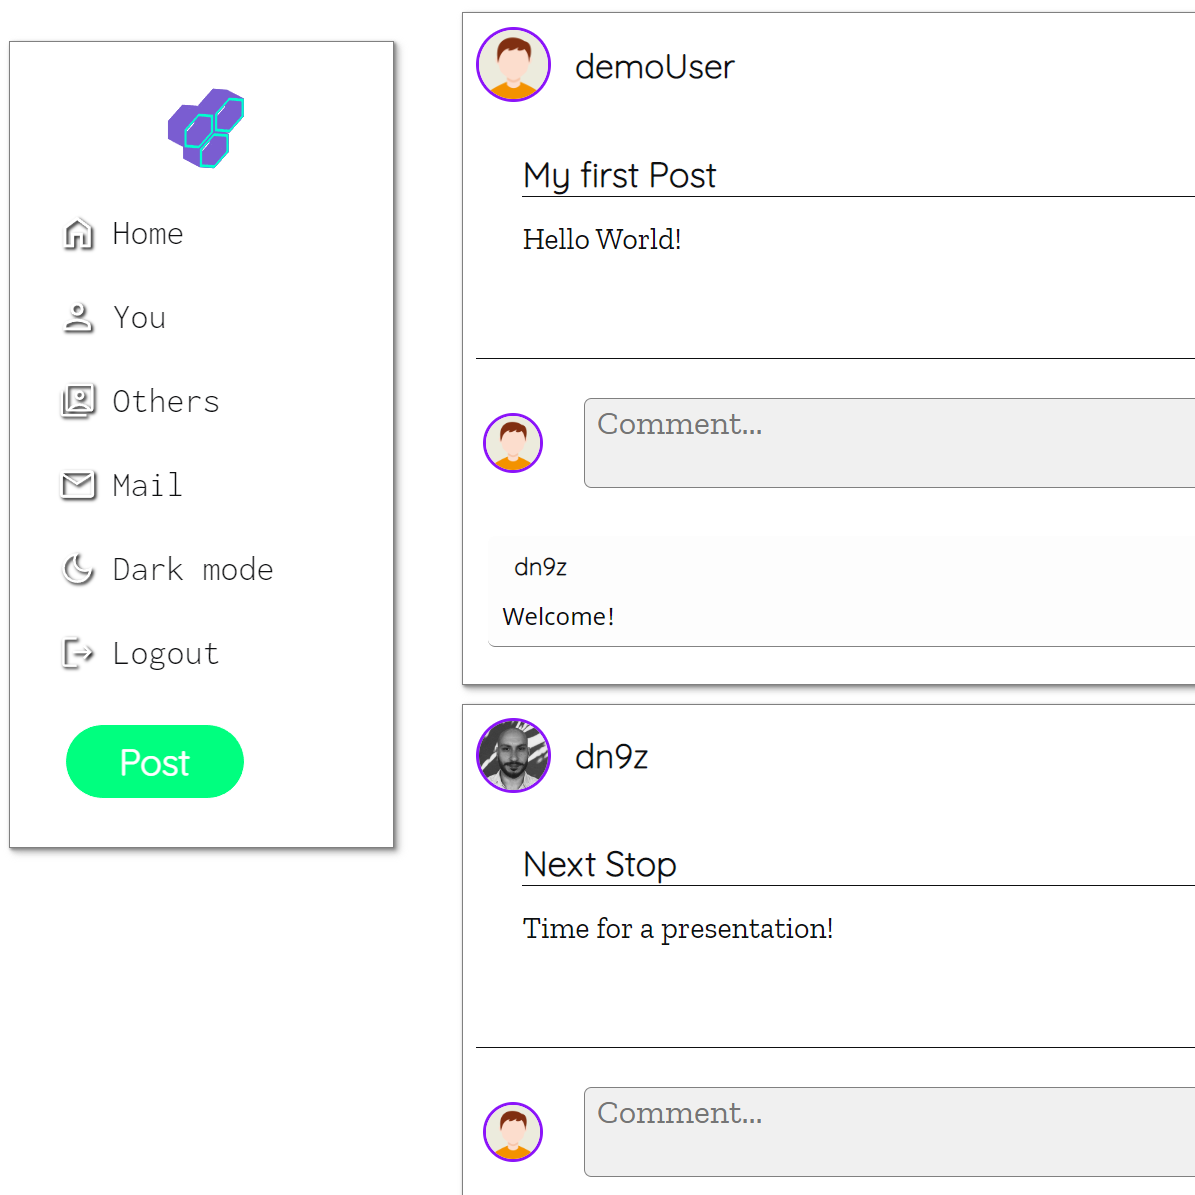 Home
You
Others
Mail
Dark mode
Logout
Post
demoUser
My first Post
Hello World!
Comment...
dn9z
Welcome!
dn9z
Next Stop
Time for a presentation!
Comment...